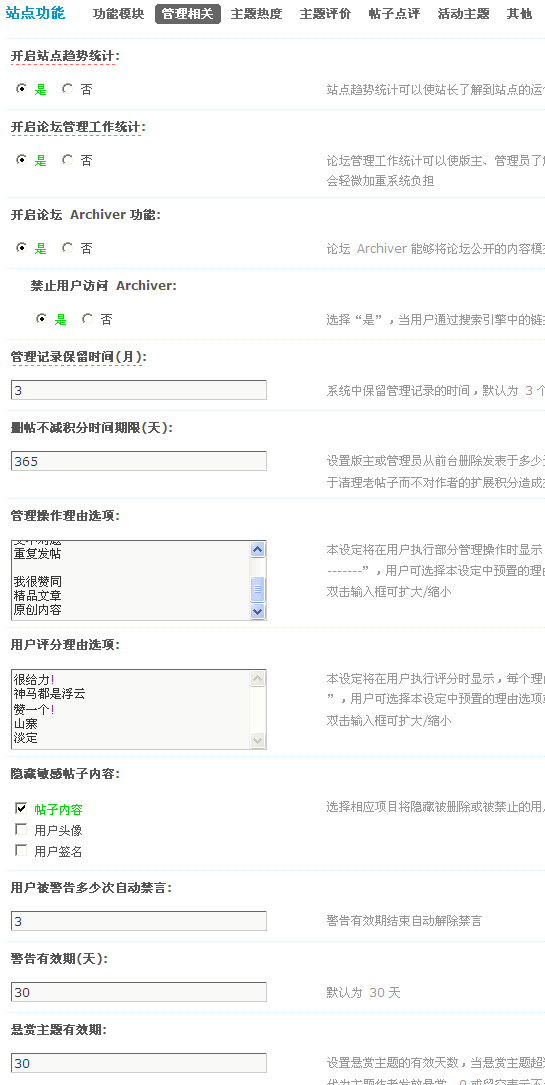 站点功能 功能模块 管理相关 主题热度 主题评价 帖子点评 活动主题 其他
开启站点趋势统计:
是 否 站点趋势统计可以使站长了解到站点的运
开启论坛管理工作统计:
是 否 论坛管理工作统计可以使版主、管理员了
会轻微加重系统负担
开启论坛 Archiver 功能:
是 否 论坛 Archiver 能够将论坛公开的内容模
禁止用户访问 Archiver:
是 否 选择“是”，当用户通过搜索引擎中的链
管理记录保留时间(月):
3 系统中保留管理记录的时间，默认为 3 个
删帖不减积分时间期限(天):
365 设置版主或管理员从前台删除发表于多少
于清理老帖子而不对作者的扩展积分造成
管理操作理由选项:
重复发帖
我很赞同
精品文章
原创内容
本设定将在用户执行部分管理操作时显示
-------”，用户可选择本设定中预置的理
双击输入框可扩大/缩小
用户评分理由选项:
很给力!
神马都是浮云
赞一个!
山寨
淡定
本设定将在用户执行评分时显示，每个理
”，用户可选择本设定中预置的理由选项
双击输入框可扩大/缩小
隐藏敏感帖子内容:
帖子内容 选择相应项目将隐藏被删除或被禁止的用
用户头像
用户签名
用户被警告多少次自动禁言:
3 警告有效期结束自动解除禁言
警告有效期(天):
30 默认为 30 天
悬赏主题有效期:
30 设置悬赏主题的有效天数，当悬赏主题超